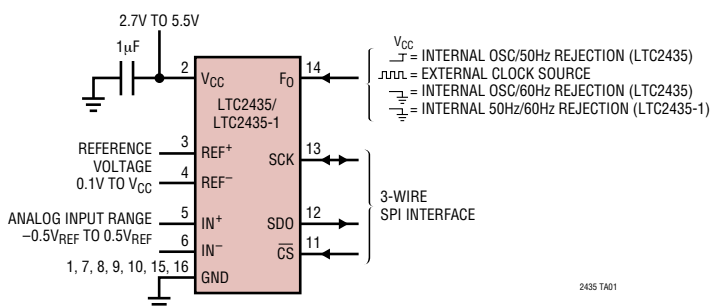 2.7V TO 5.5V
1µF
2
VCC
FO
14
VCC
= INTERNAL OSC/50Hz REJECTION (LTC2435)
= EXTERNAL CLOCK SOURCE
= INTERNAL OSC/60Hz REJECTION (LTC2435)
= INTERNAL 50Hz/60Hz REJECTION (LTC2435-1)
LTC2435/
LTC2435-1
REFERENCE
VOLTAGE
0.1V TO VCC
3
REF+
4
REF–
SCK
13
3-WIRE
SPI INTERFACE
ANALOG INPUT RANGE
–0.5VREF TO 0.5VREF
5
IN+
6
IN–
SDO
12
CS
11
1, 7, 8, 9, 10, 15, 16
GND
2435 TA01